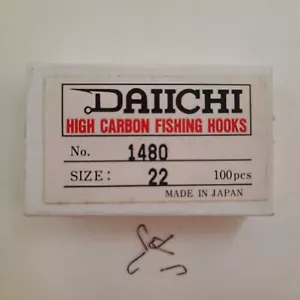 DAIICHI
HIGH CARBON FISHING HOOKS
No. 1480
SIZE: 22 100pcs
MADE IN JAPAN